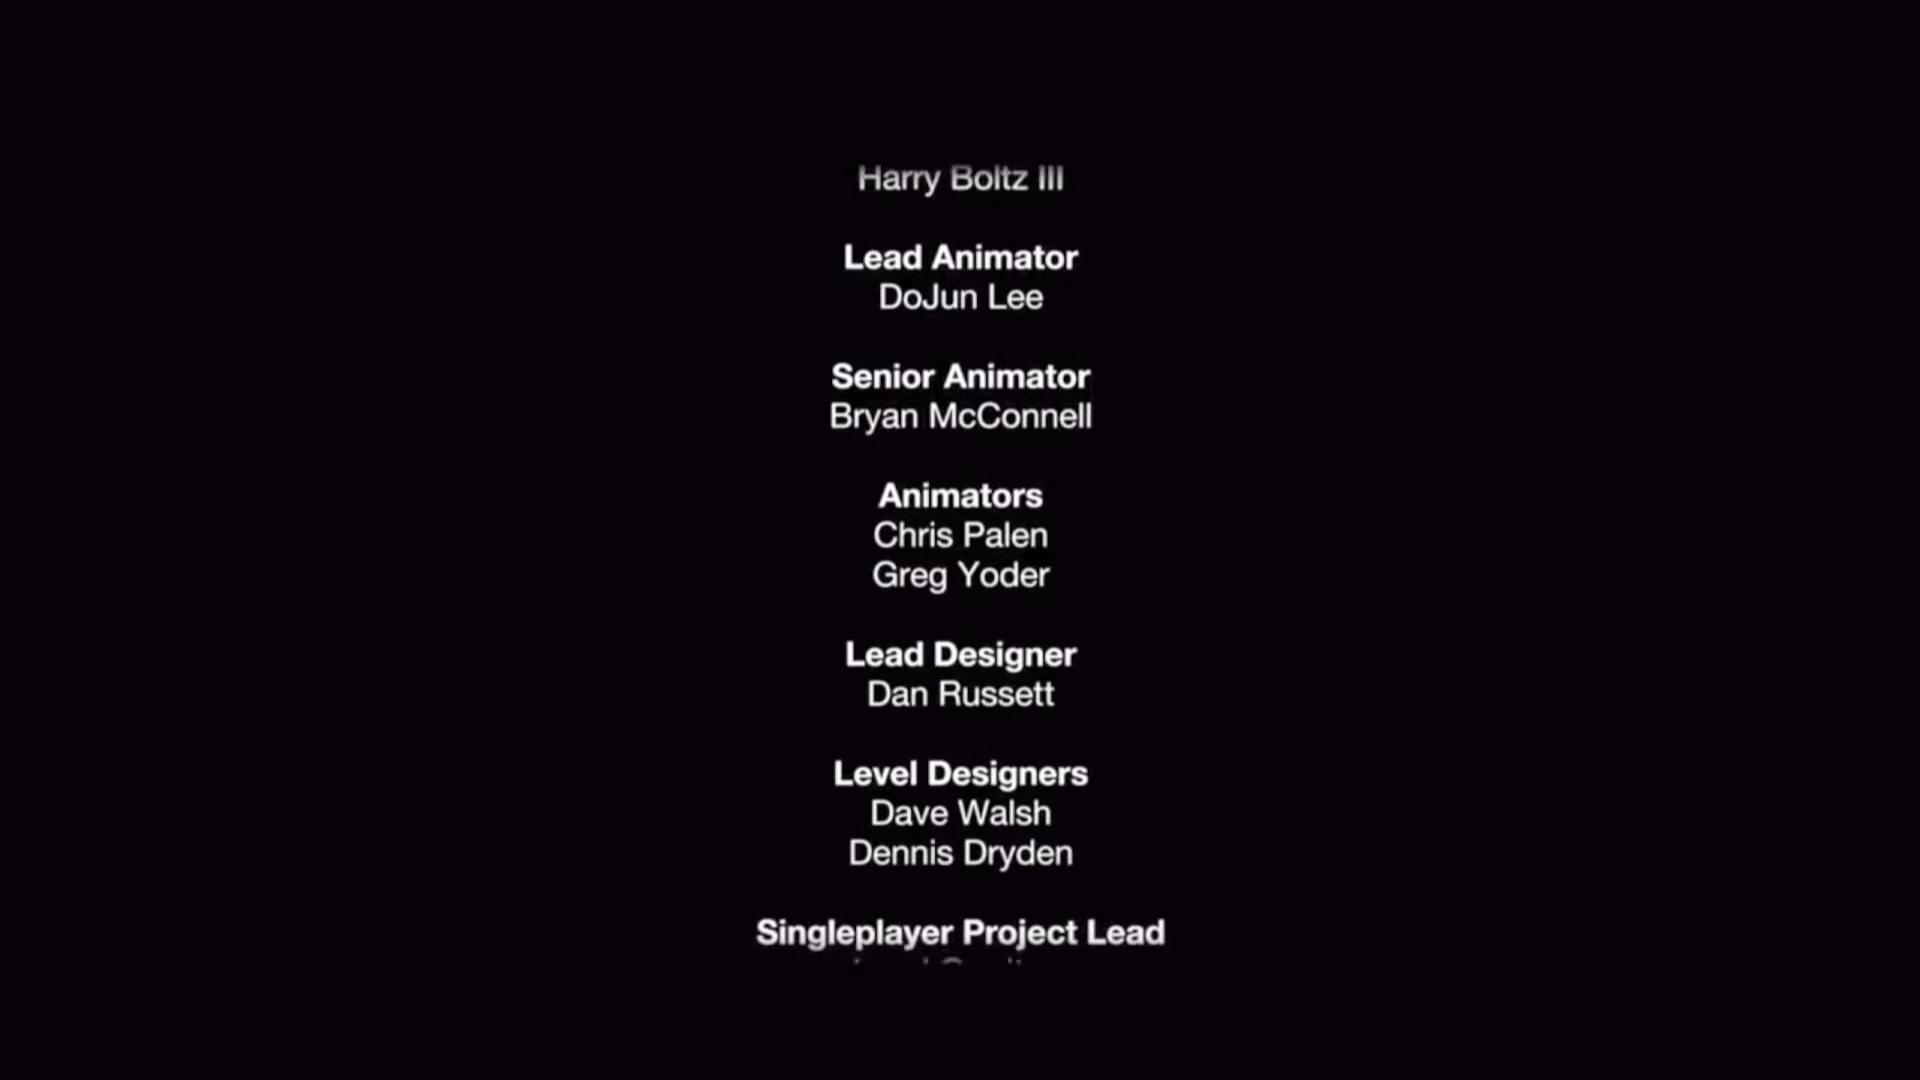 Harry Boltz III
Lead Animator
DoJun Lee
Senior Animator
Bryan McConnell
Animators
Chris Palen
Greg Yoder
Lead Designer
Dan Russett
Level Designers
Dave Walsh
Dennis Dryden
Singleplayer Project Lead